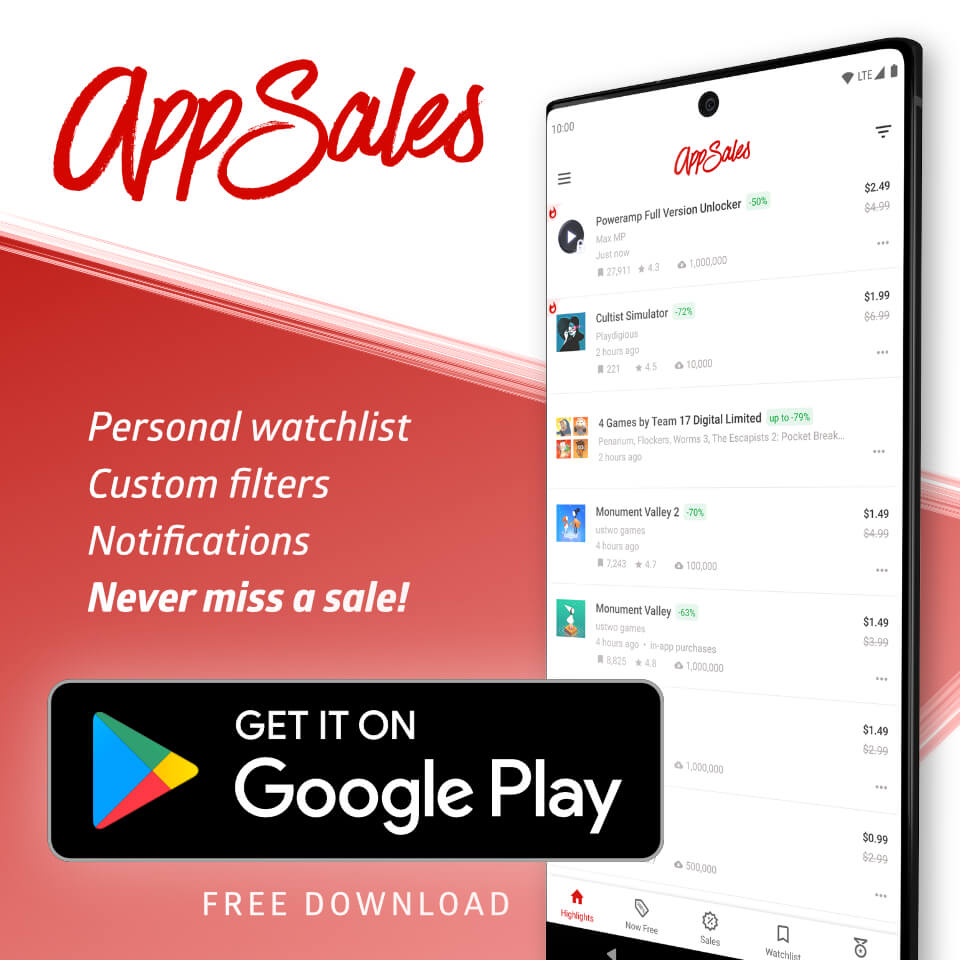 AppSales
Personal watchlist
Custom filters
Notifications
Never miss a sale!
GET IT ON
Google Play
FREE DOWNLOAD
10:00
LTE
AppSales
Poweramp Full Version Unlocker -50%
$2.49
Max MP
$4.99
Just now
27,911 4.3 1,000,000
Cultist Simulator -72%
$1.99
Playdigious
$6.99
2 hours ago
221 4.5 10,000
4 Games by Team 17 Digital Limited up to -79%
Penarium, Flockers, Worms 3, The Escapists 2: Pocket Break...
2 hours ago
Monument Valley 2 -70%
$1.49
ustwo games
$4.99
4 hours ago
7,243 4.7 100,000
Monument Valley -63%
$1.49
ustwo games
$3.99
4 hours ago • in-app purchases
8,825 4.8 1,000,000
$1.49
$2.99
1,000,000
$0.99
$2.99
500,000
Highlights
Now Free
Sales
Watchlist